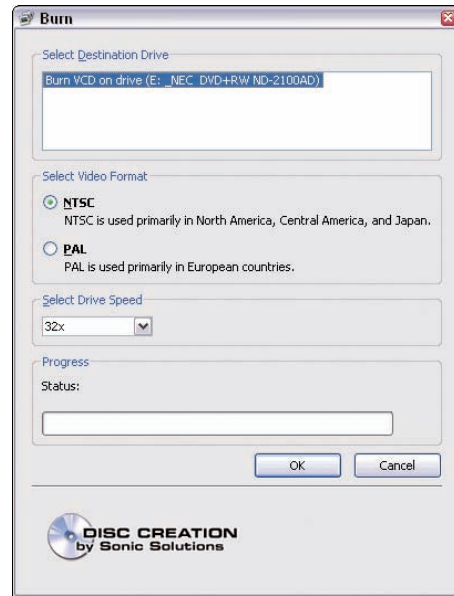 Burn
Select Destination Drive
Burn VCD on drive (E: _NEC DVD+RW ND-2100AD)
Select Video Format
NTSC
NTSC is used primarily in North America, Central America, and Japan.
PAL
PAL is used primarily in European countries.
Select Drive Speed
32x
Progress
Status:
OK Cancel
DISC CREATION
by Sonic Solutions